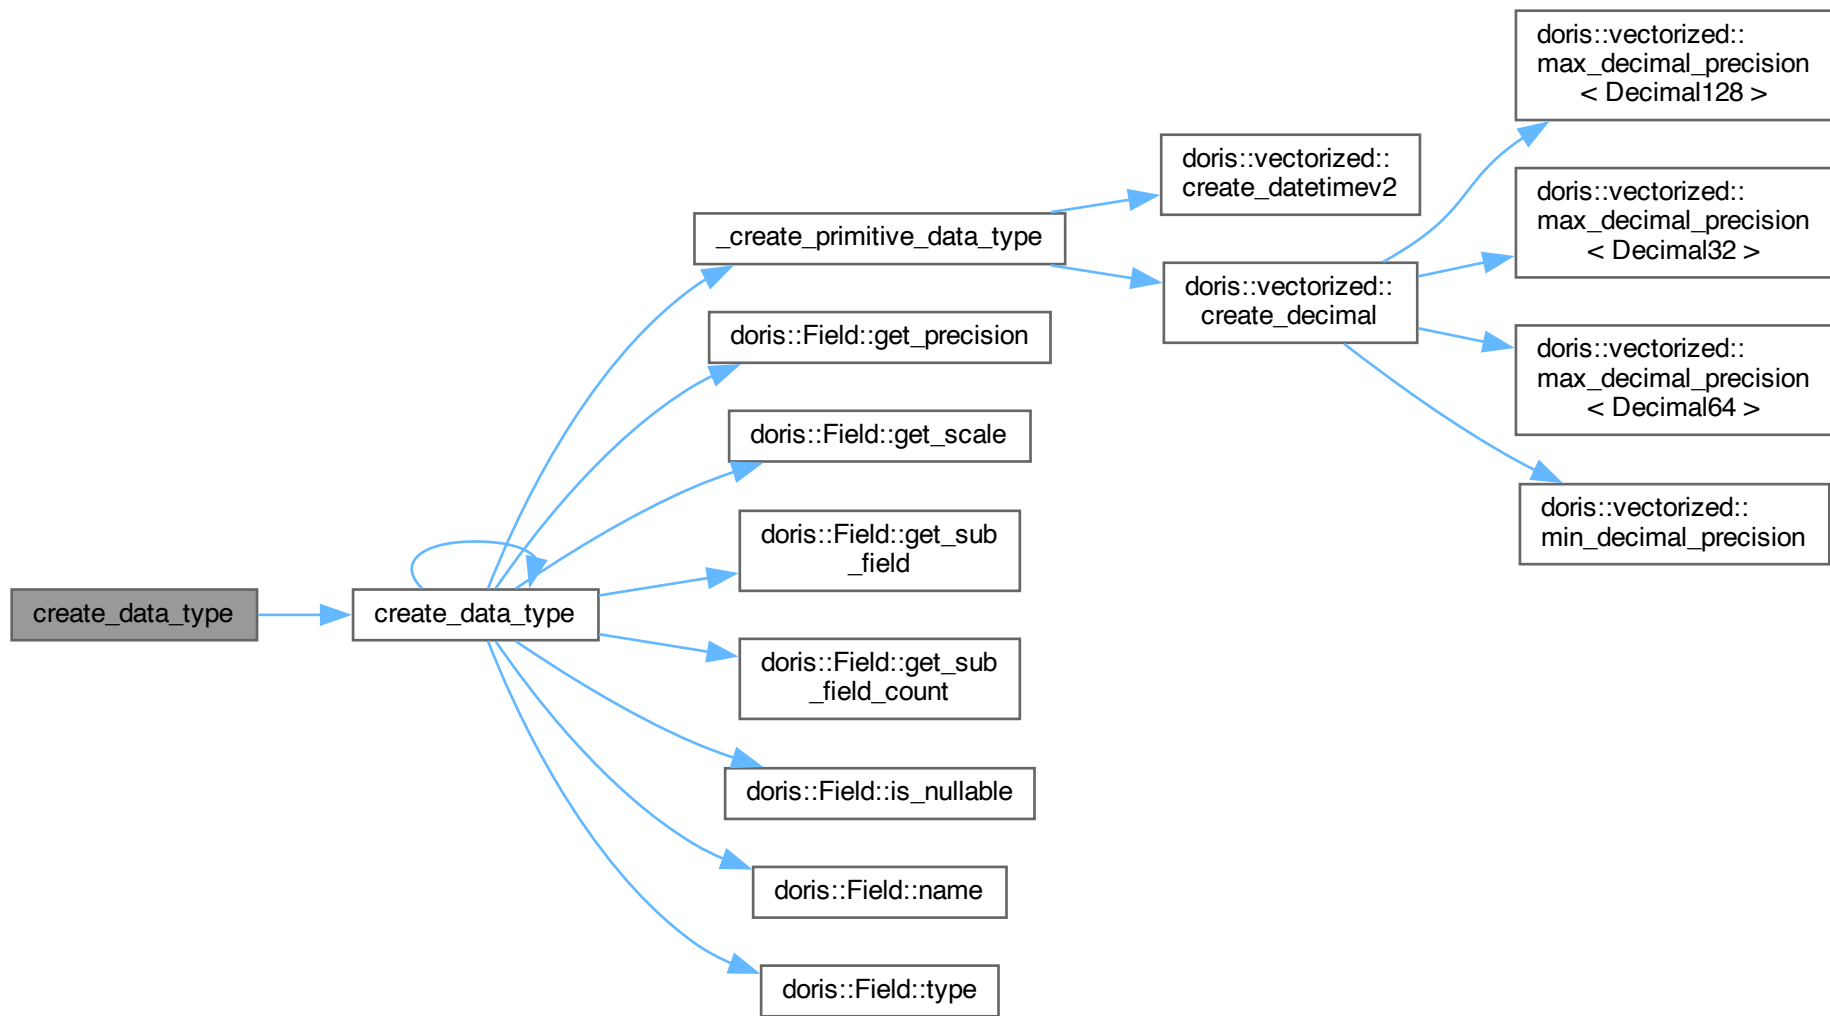 create_data_type
create_data_type
_create_primitive_data_type
doris::Field::get_precision
doris::Field::get_scale
doris::Field::get_sub
_field
doris::Field::get_sub
_field_count
doris::Field::is_nullable
doris::Field::name
doris::Field::type
doris::vectorized::
create_datetimev2
doris::vectorized::
create_decimal
doris::vectorized::
max_decimal_precision
< Decimal128 >
doris::vectorized::
max_decimal_precision
< Decimal32 >
doris::vectorized::
max_decimal_precision
< Decimal64 >
doris::vectorized::
min_decimal_precision